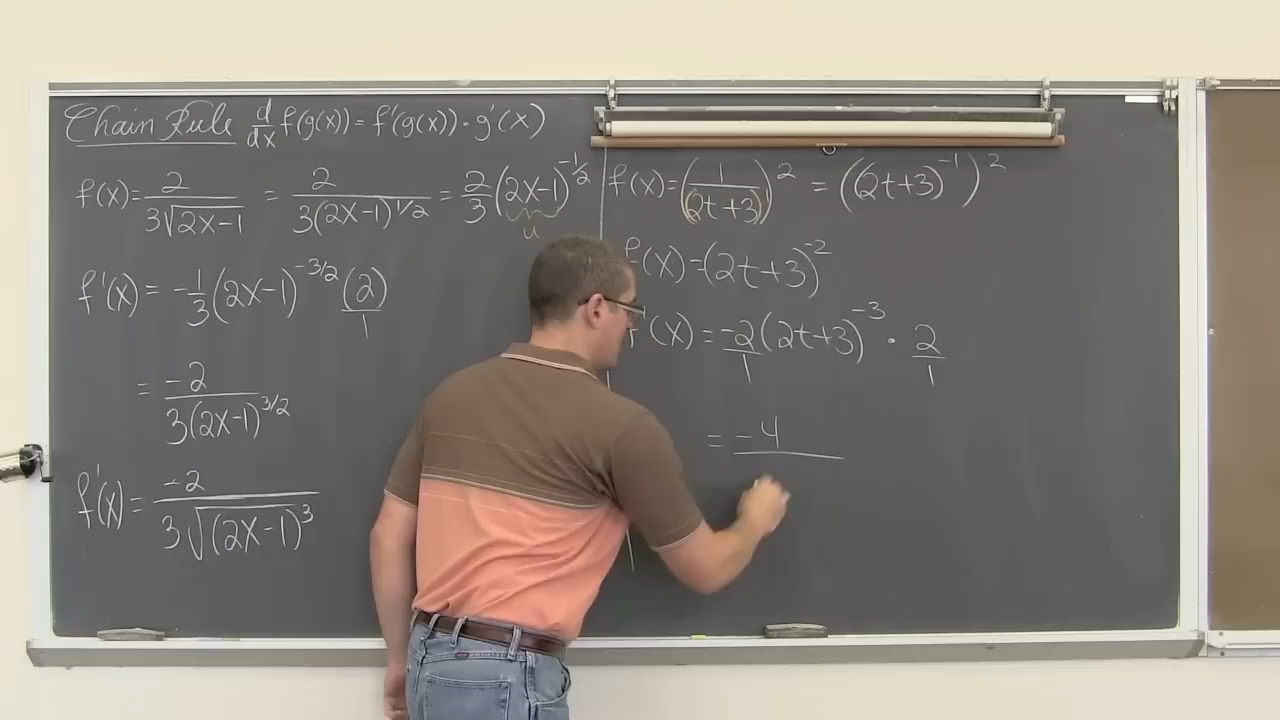 Chain Rule d/dx f(g(x)) = f'(g(x)) · g'(x)
f(x) = 2/(3√(2x-1)) = 2/(3(2x-1)^(1/2)) = 2/3 (2x-1)^(-1/2)
u
f'(x) = -1/3 (2x-1)^(-3/2) (2)/1
= -2/(3(2x-1)^(3/2))
f'(x) = -2/(3√((2x-1)^3))
f(x) = (1/(2t+3))^2 = ((2t+3)^(-1))^2
f(x) = (2t+3)^(-2)
'(x) = -2/1 (2t+3)^(-3) · 2/1
= -4